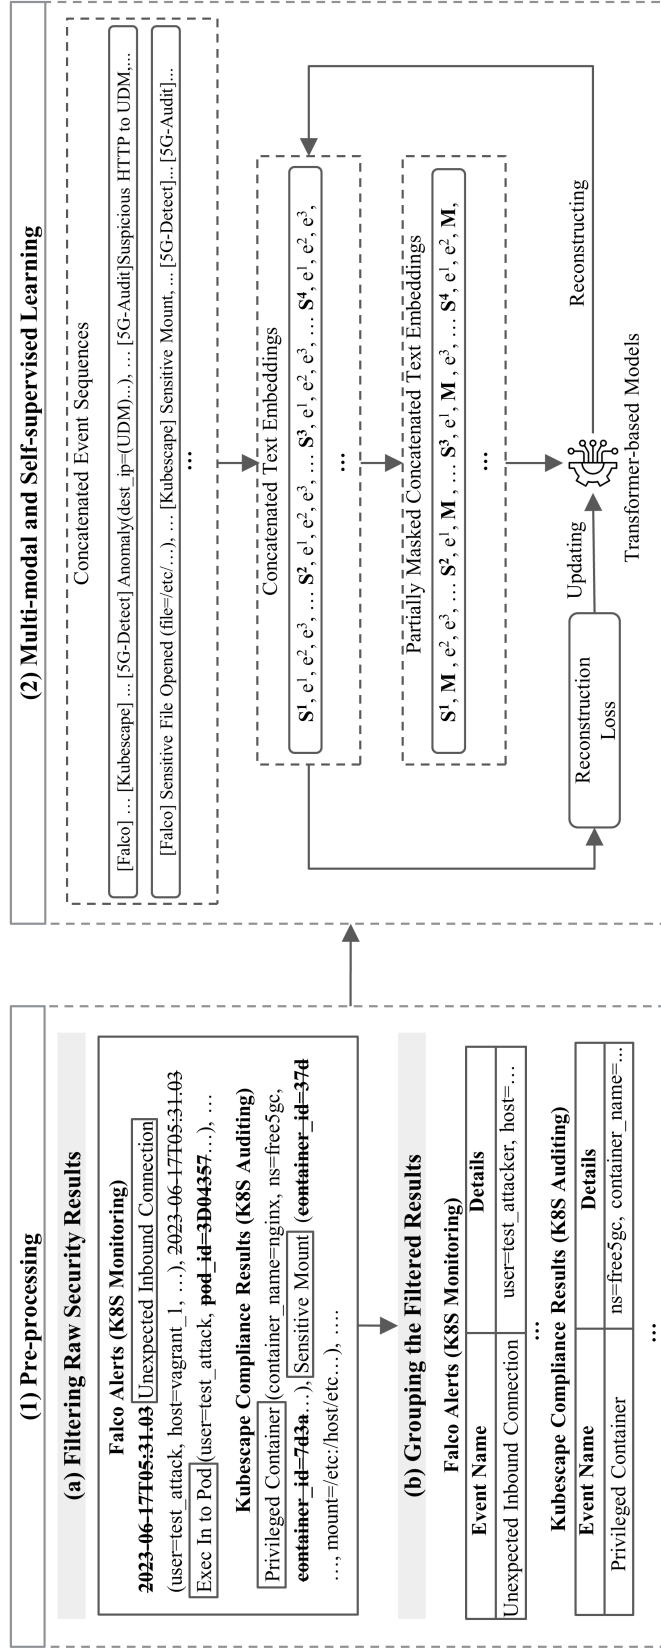 (1) Pre-processing
(a) Filtering Raw Security Results
Falco Alerts (K8S Monitoring)
2023-06-17T05:31.03 Unexpected Inbound Connection
(user=test_attack, host=vagrant_1, …), 2023-06-17T05:31.03
Exec In to Pod (user=test_attack, pod_id=3D04357…), …
Kubescape Compliance Results (K8S Auditing)
Privileged Container (container_name=nginx, ns=free5gc,
container_id=7d3a…), Sensitive Mount (container_id=37d
…, mount=/etc:/host/etc…), ….
(b) Grouping the Filtered Results
Falco Alerts (K8S Monitoring)
Event Name Details
Unexpected Inbound Connection user=test_attacker, host=…
…
Kubescape Compliance Results (K8S Auditing)
Event Name Details
Privileged Container ns=free5gc, container_name=...
…
(2) Multi-modal and Self-supervised Learning
Concatenated Event Sequences
[Falco] … [Kubescape] ... [5G-Detect] Anomaly(dest_ip=(UDM)...), … [5G-Audit]Suspicious HTTP to UDM,...
[Falco] Sensitive File Opened (file=/etc/…), … [Kubescape] Sensitive Mount, ... [5G-Detect]... [5G-Audit]...
…
Concatenated Text Embeddings
S¹, e¹, e², e³, … S², e¹, e², e³, … S³, e¹, e², e³, … S⁴, e¹, e², e³,
…
Partially Masked Concatenated Text Embeddings
S¹, M , e², e³, … S², e¹, M, … S³, e¹, M , e³, … S⁴, e¹, e², M,
…
Reconstruction
Loss
Updating
Reconstructing
Transformer-based Models